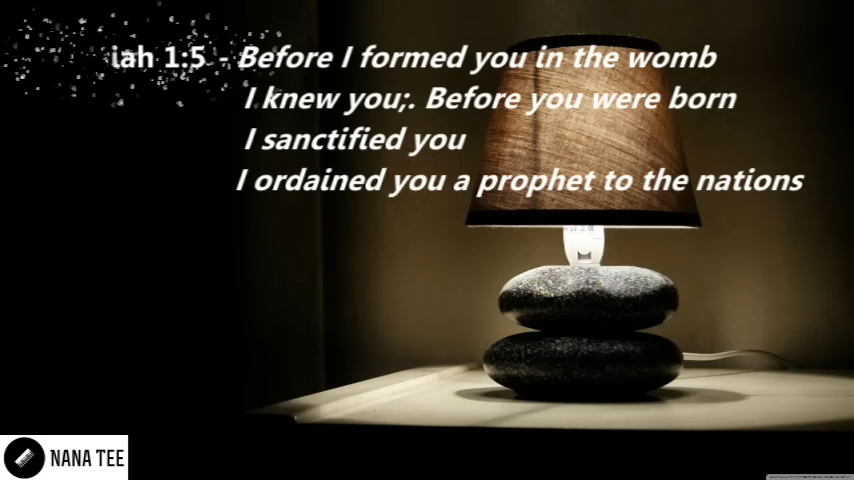 iah 1:5 - Before I formed you in the womb
I knew you;. Before you were born
I sanctified you
I ordained you a prophet to the nations
NANA TEE